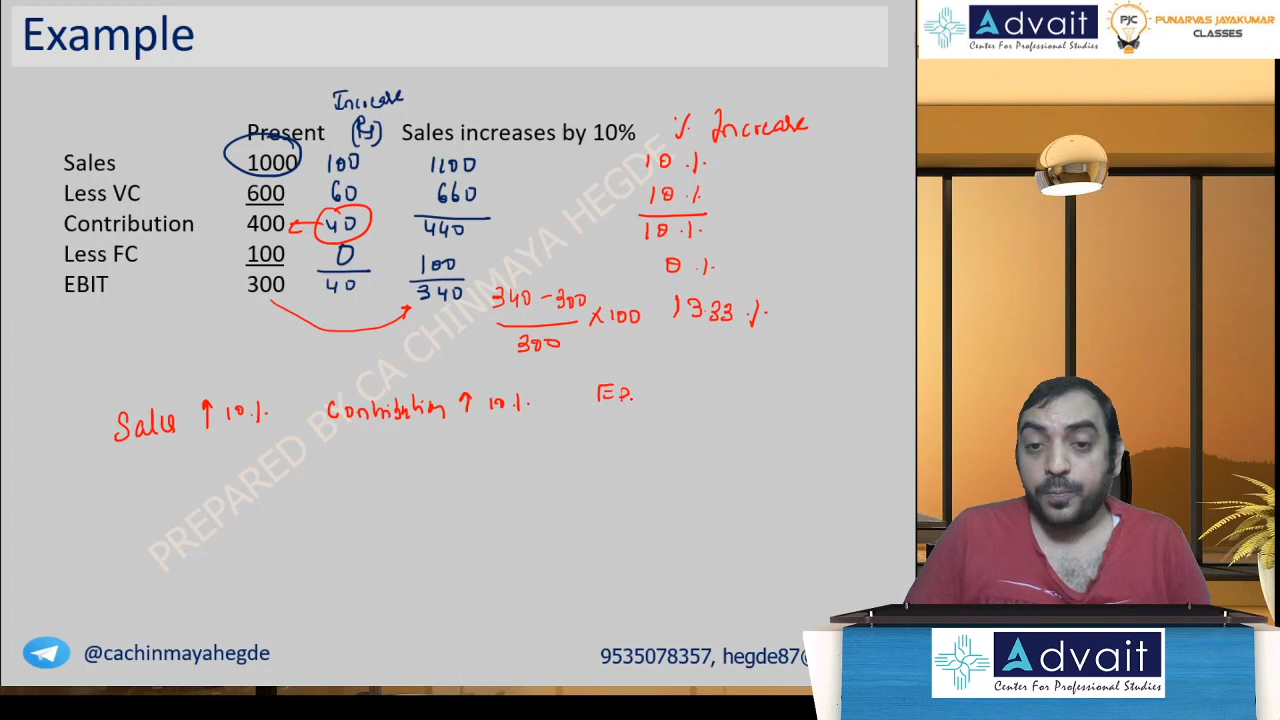 Example
Advait
Center For Professional Studies
PJC
PUNARVAS JAYAKUMAR
CLASSES
Increase
Present (Rs) Sales increases by 10% % Increase
Sales 1000 100 1100 10 %
Less VC 600 60 660 10 %
Contribution 400 40 440 10 %
Less FC 100 0 100 0 %
EBIT 300 40 340 340 - 300 / 300 × 100 13.33 %
Sales ↑ 10 % Contribution ↑ 10 %
PREPARED BY CA CHINMAYA HEGDE
@cachinmayahegde
9535078357, hegde87@
Advait
Center For Professional Studies